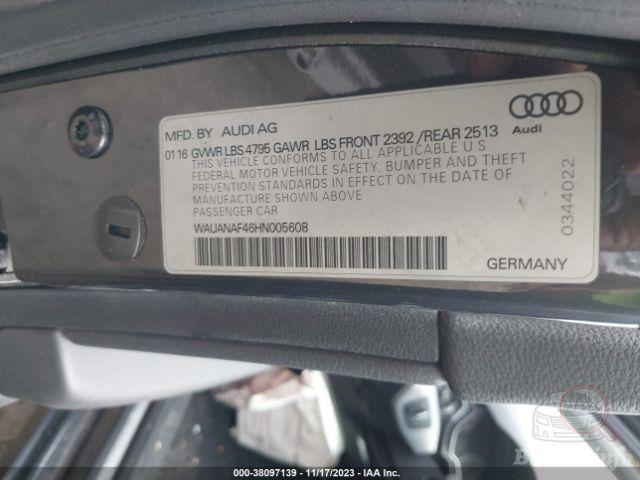 MFD. BY AUDI AG
01 16 GVWR LBS 4795 GAWR LBS FRONT 2392 /REAR 2513
THIS VEHICLE CONFORMS TO ALL APPLICABLE U S
FEDERAL MOTOR VEHICLE SAFETY, BUMPER AND THEFT
PREVENTION STANDARDS IN EFFECT ON THE DATE OF
MANUFACTURE SHOWN ABOVE
PASSENGER CAR
WAUANAF46HN005608
GERMANY
Audi
0344022
000-38097139 - 11/17/2023 - IAA Inc.